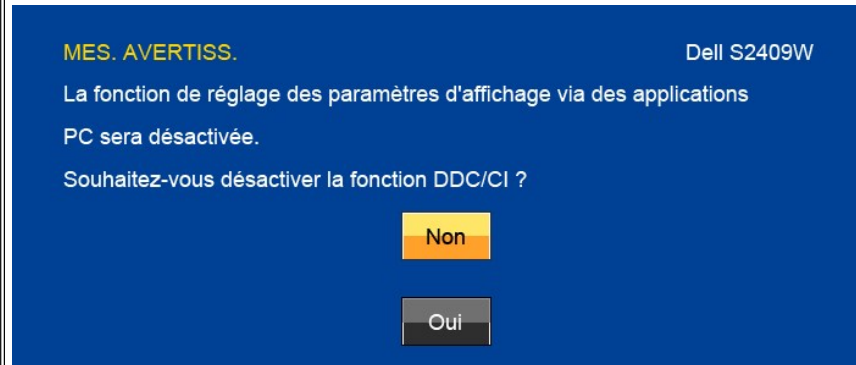 MES. AVERTISS. Dell S2409W
La fonction de réglage des paramètres d'affichage via des applications
PC sera désactivée.
Souhaitez-vous désactiver la fonction DDC/CI ?
Non
Oui